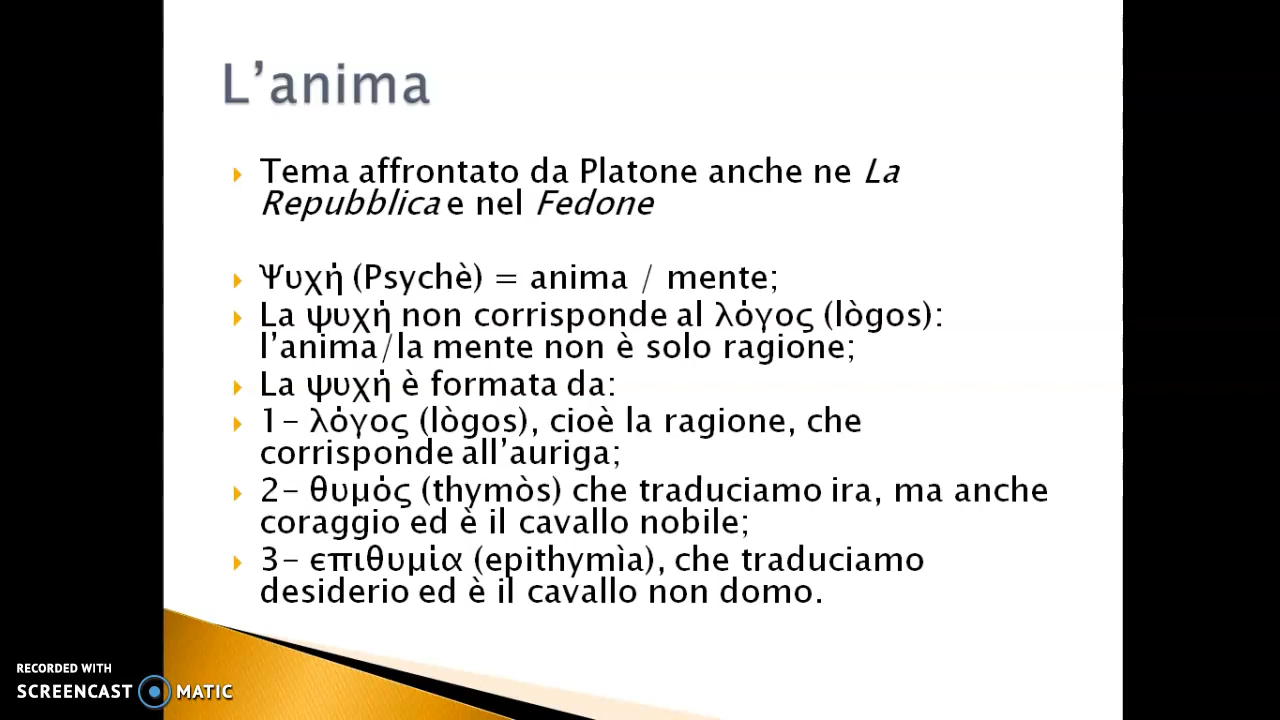 L’anima
Tema affrontato da Platone anche ne La
Repubblica e nel Fedone
Ψυχή (Psychè) = anima / mente;
La ψυχή non corrisponde al λόγος (lògos):
l’anima/la mente non è solo ragione;
La ψυχή è formata da:
1- λόγος (lògos), cioè la ragione, che
corrisponde all’auriga;
2- θυμός (thymòs) che traduciamo ira, ma anche
coraggio ed è il cavallo nobile;
3- επιθυμία (epithymìa), che traduciamo
desiderio ed è il cavallo non domo.
RECORDED WITH
SCREENCAST MATIC